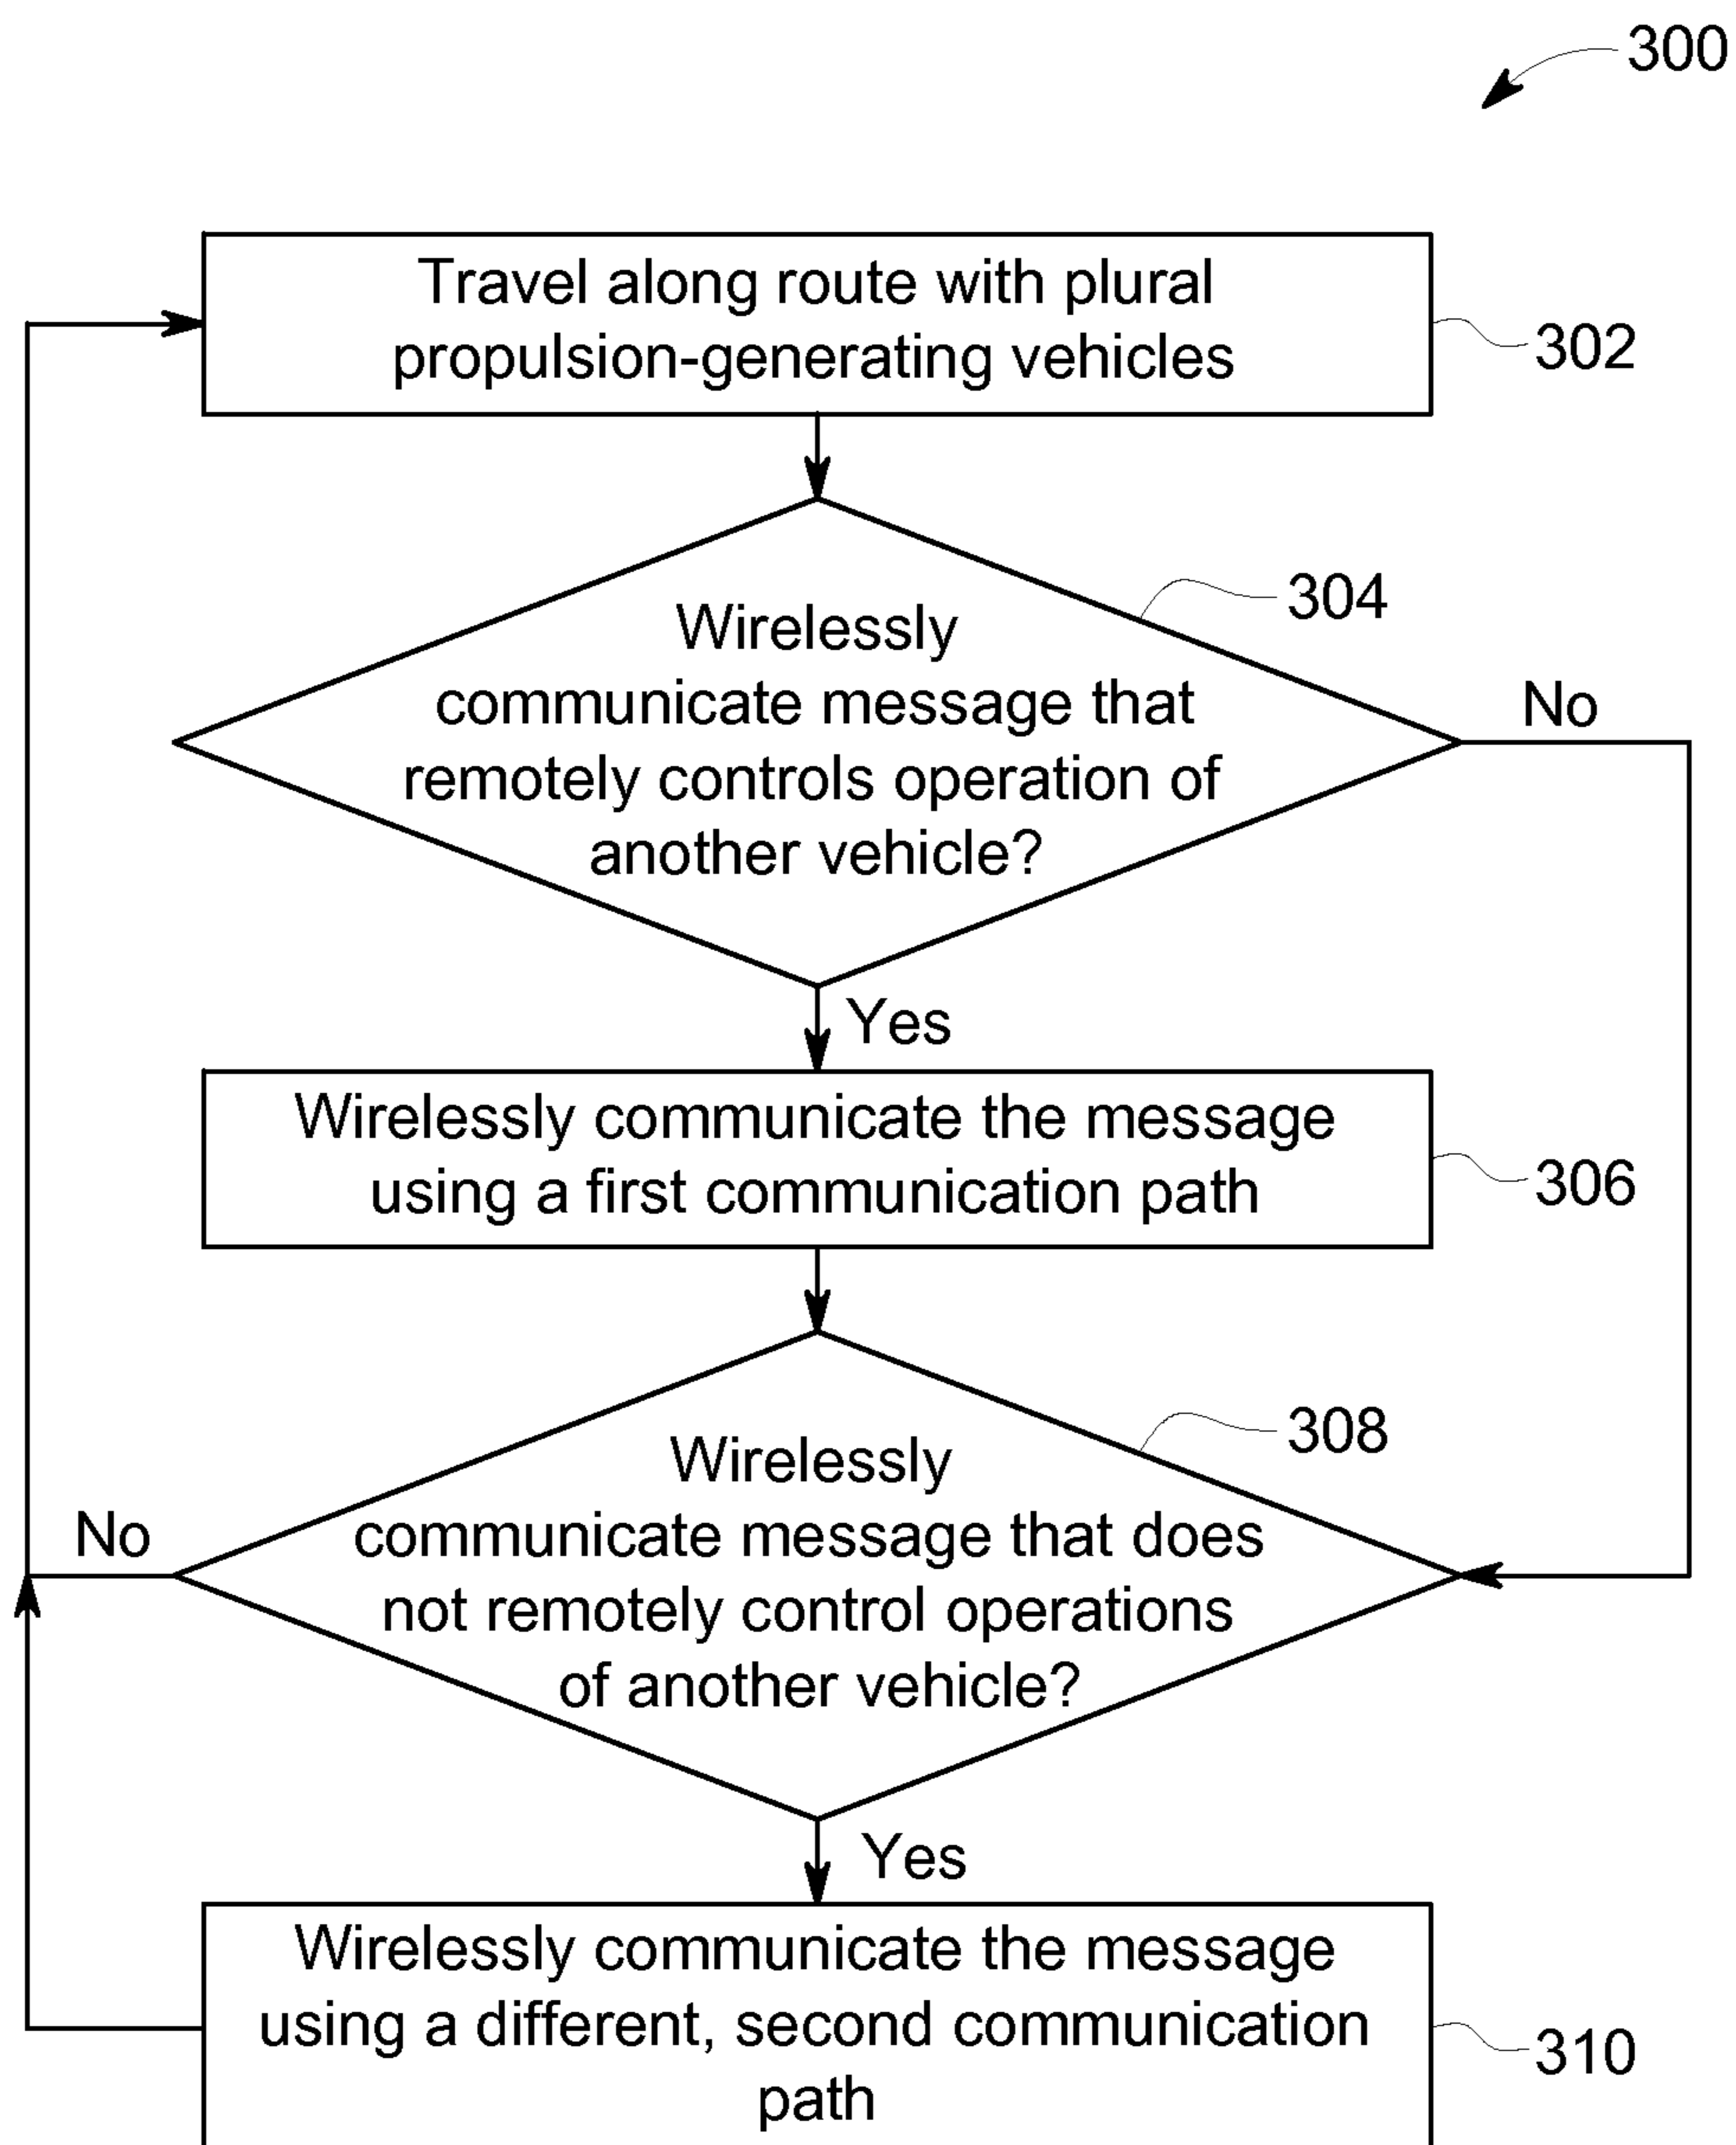 300
Travel along route with plural
propulsion-generating vehicles
302
304
Wirelessly
communicate message that
remotely controls operation of
another vehicle?
No
Yes
Wirelessly communicate the message
using a first communication path
306
308
Wirelessly
communicate message that does
not remotely control operations
of another vehicle?
No
Yes
Wirelessly communicate the message
using a different, second communication
path
310